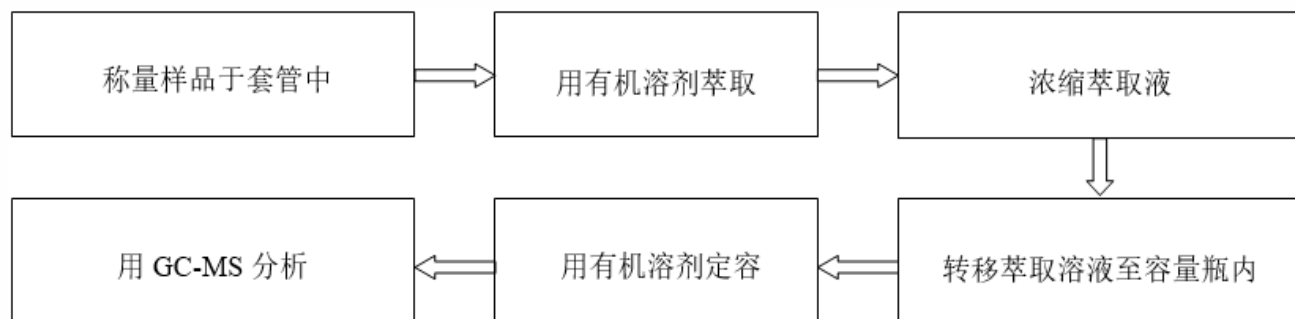 称量样品于套管中
用有机溶剂萃取
浓缩萃取液
转移萃取溶液至容量瓶内
用有机溶剂定容
用 GC-MS 分析